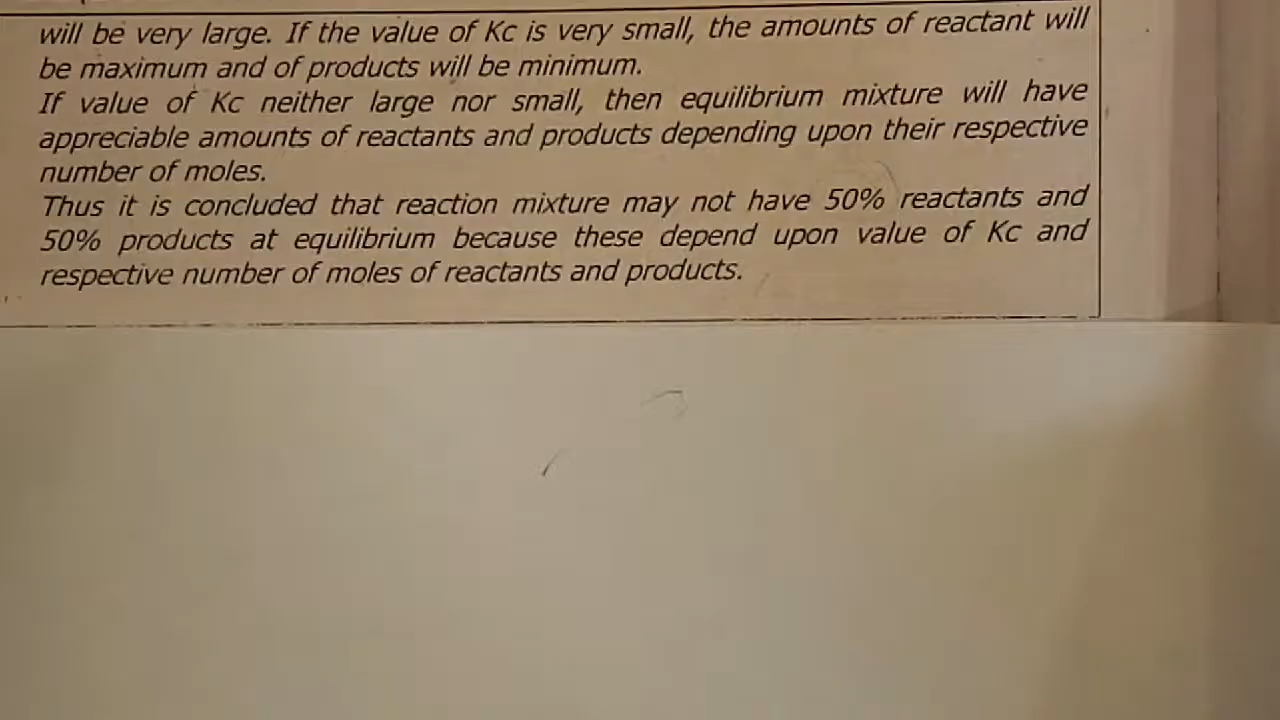 will be very large. If the value of Kc is very small, the amounts of reactant will
be maximum and of products will be minimum.
If value of Kc neither large nor small, then equilibrium mixture will have
appreciable amounts of reactants and products depending upon their respective
number of moles.
Thus it is concluded that reaction mixture may not have 50% reactants and
50% products at equilibrium because these depend upon value of Kc and
respective number of moles of reactants and products.